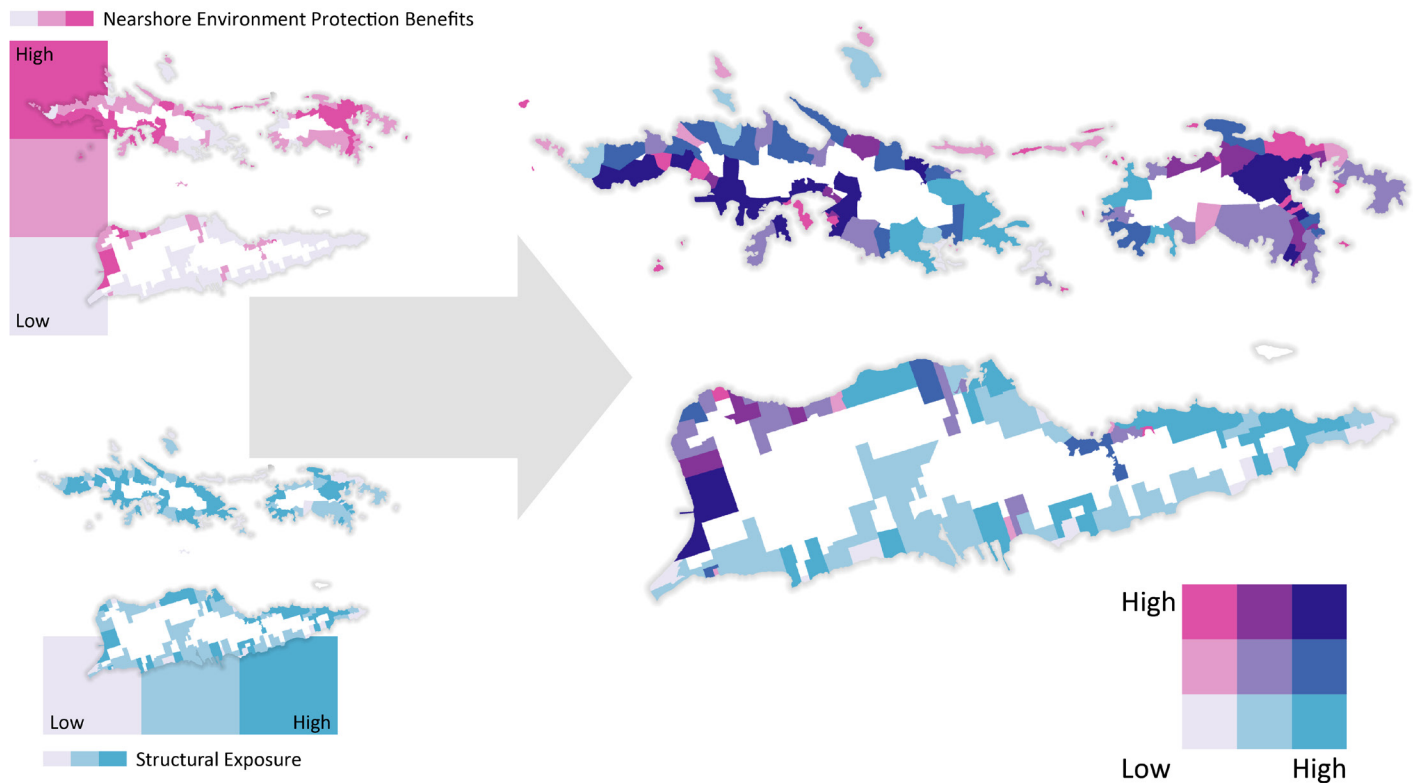 Nearshore Environment Protection Benefits
High
Low
Low
High
Structural Exposure
High
Low
High